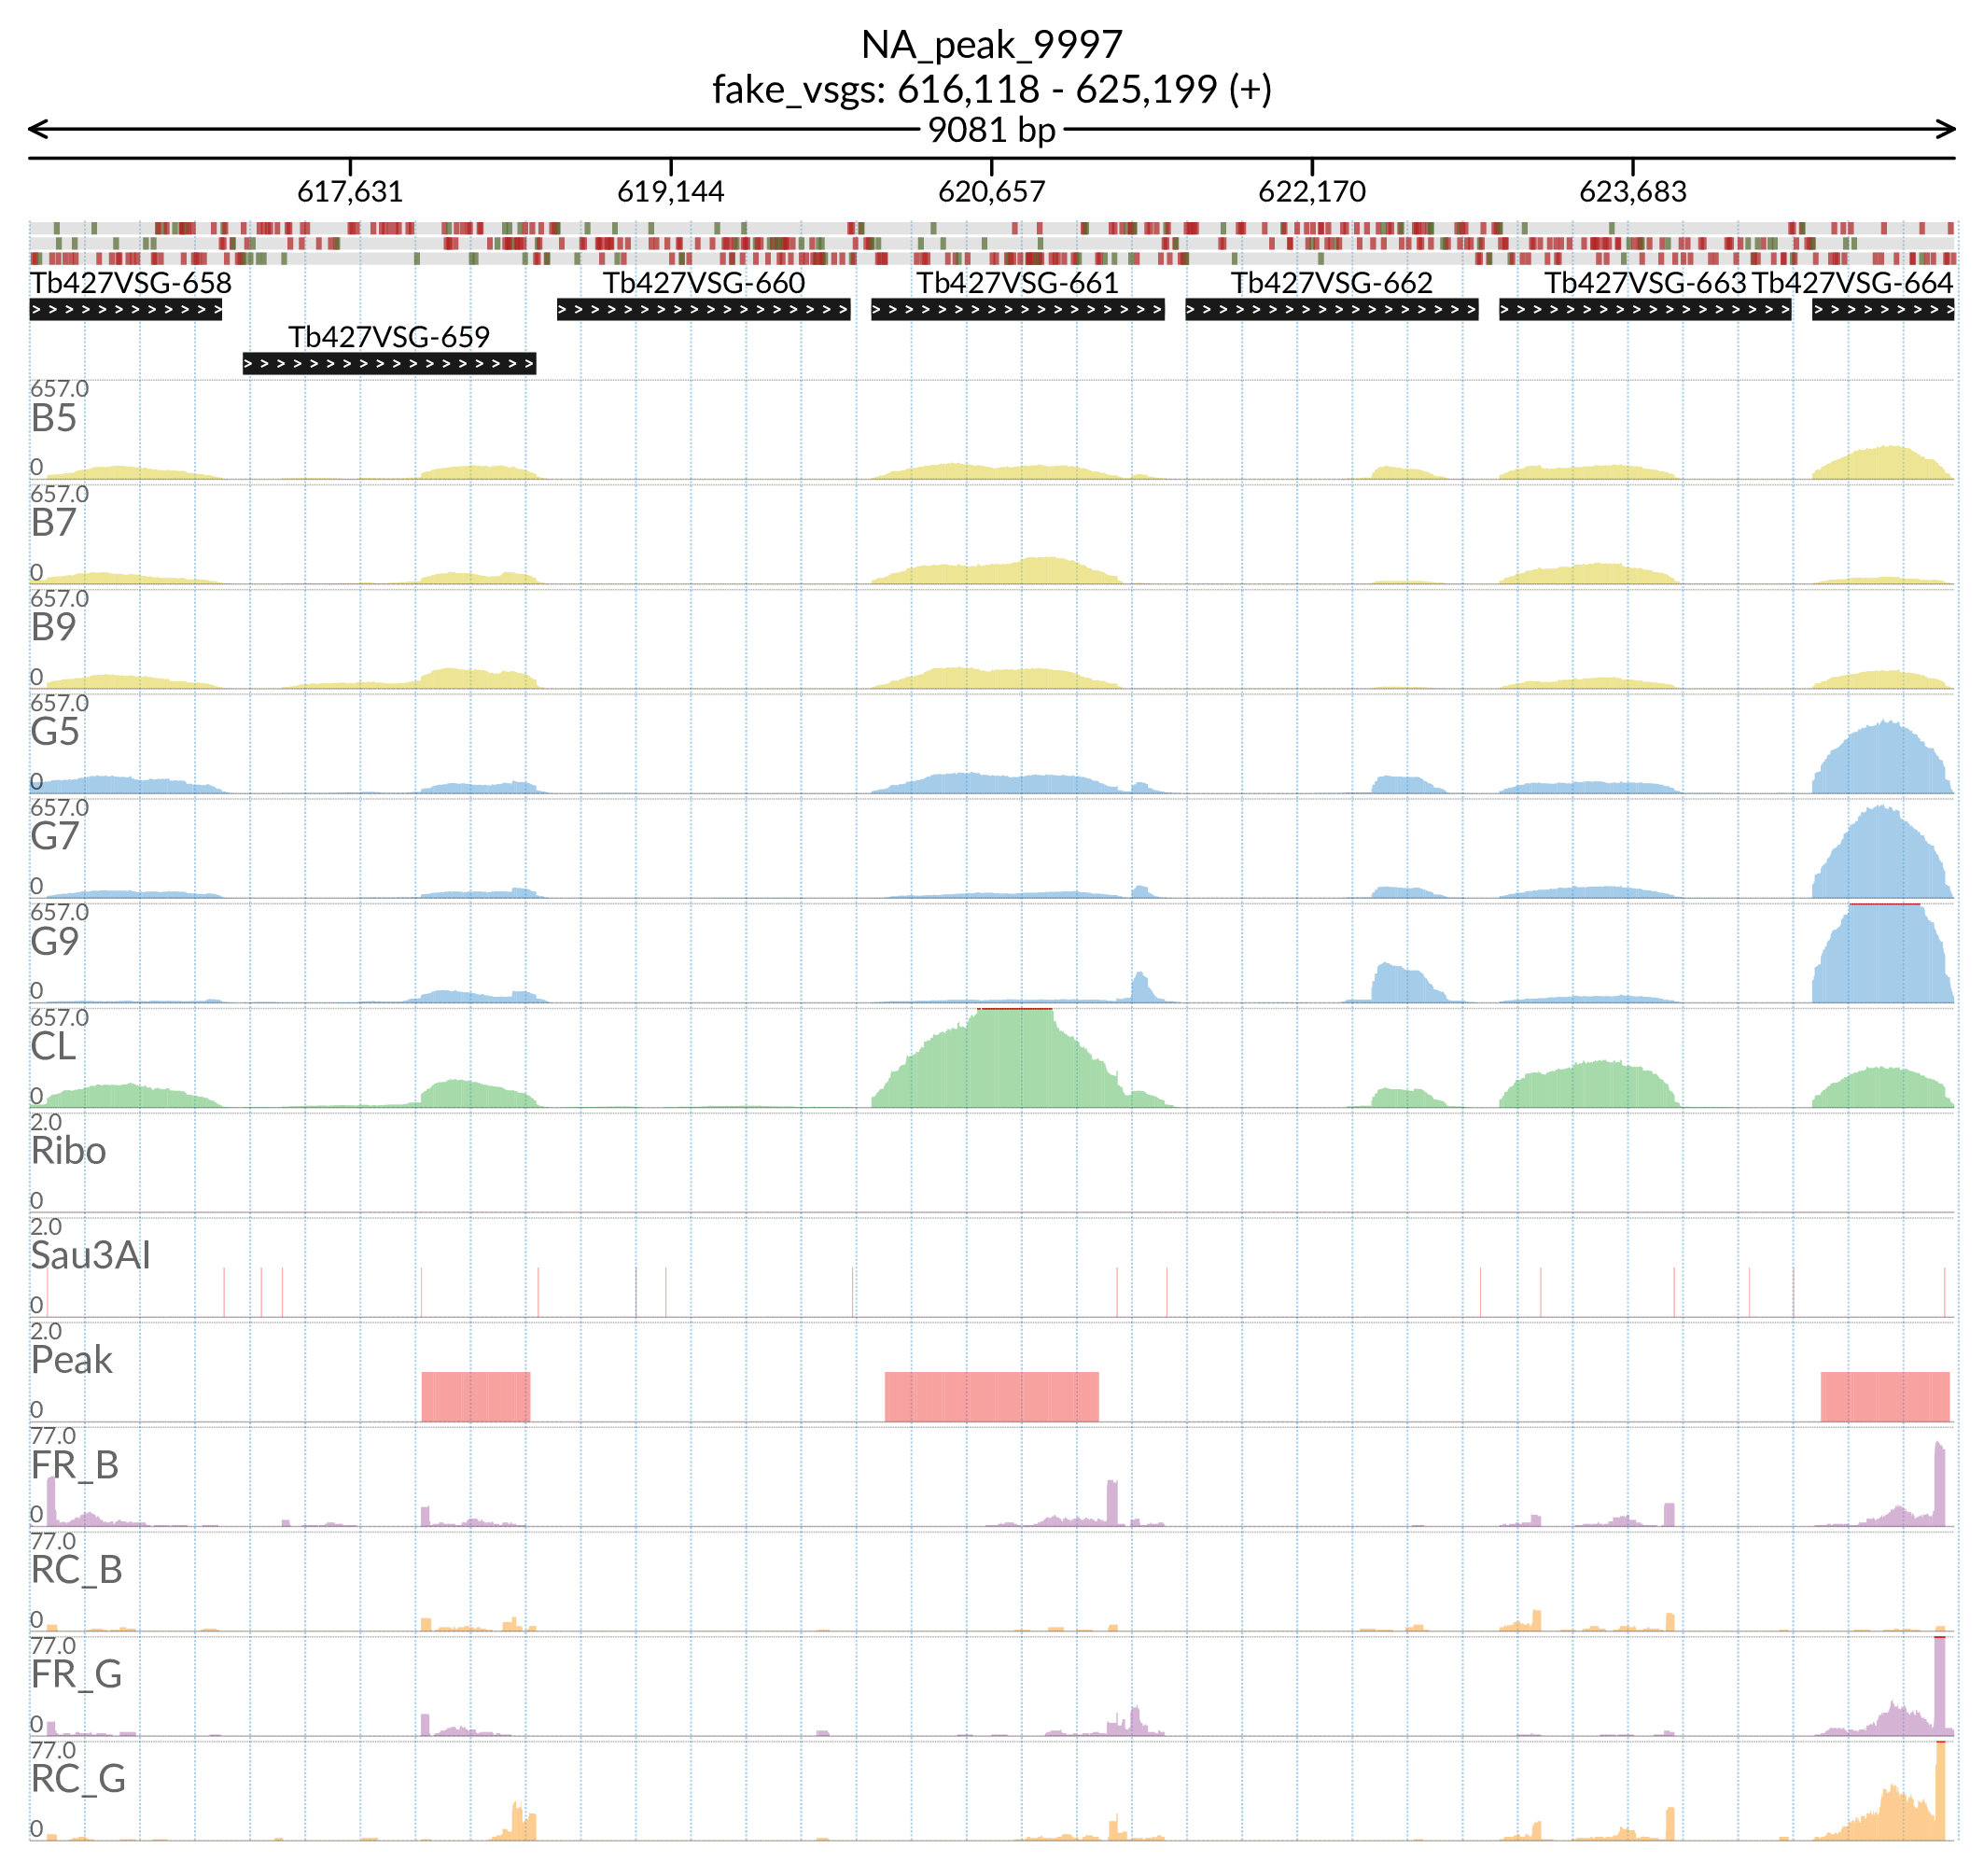 NA_peak_9997
fake_vsgs: 616,118 - 625,199 (+)
9081 bp
617,631 619,144 620,657 622,170 623,683
Tb427VSG-658 Tb427VSG-660 Tb427VSG-661 Tb427VSG-662 Tb427VSG-663 Tb427VSG-664
Tb427VSG-659
657.0
B5
0
657.0
B7
0
657.0
B9
0
657.0
G5
0
657.0
G7
0
657.0
G9
0
657.0
CL
0
2.0
Ribo
0
2.0
Sau3AI
0
2.0
Peak
0
77.0
FR_B
0
77.0
RC_B
0
77.0
FR_G
0
77.0
RC_G
0